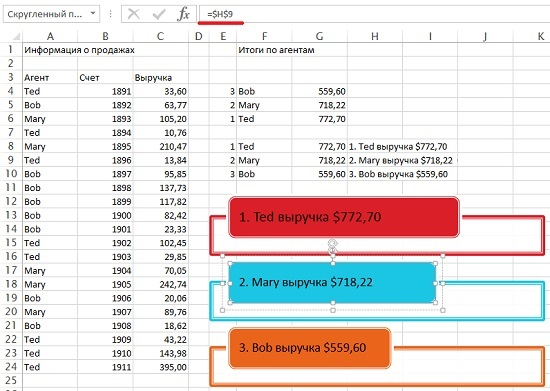 Скругленный п... =$H$9
A B C D E F G H I J K
1 Информация о продажах Итоги по агентам
2
3 Агент Счет Выручка
4 Ted 1891 33,60 3 Bob 559,60
5 Bob 1892 63,77 2 Mary 718,22
6 Mary 1893 105,20 1 Ted 772,70
7 Ted 1894 10,76
8 Mary 1895 210,47 1 Ted 772,70 1. Ted выручка $772,70
9 Ted 1896 13,84 2 Mary 718,22 2. Mary выручка $718,22
10 Bob 1897 95,85 3 Bob 559,60 3. Bob выручка $559,60
11 Bob 1898 137,73
12 Bob 1899 117,82
13 Bob 1900 82,42 1. Ted выручка $772,70
14 Bob 1901 23,33
15 Ted 1902 102,45
16 Ted 1903 29,85
17 Mary 1904 70,05 2. Mary выручка $718,22
18 Mary 1905 242,74
19 Bob 1906 20,06
20 Mary 1907 89,76
21 Bob 1908 18,62
22 Ted 1909 43,22 3. Bob выручка $559,60
23 Ted 1910 143,98
24 Ted 1911 395,00
25